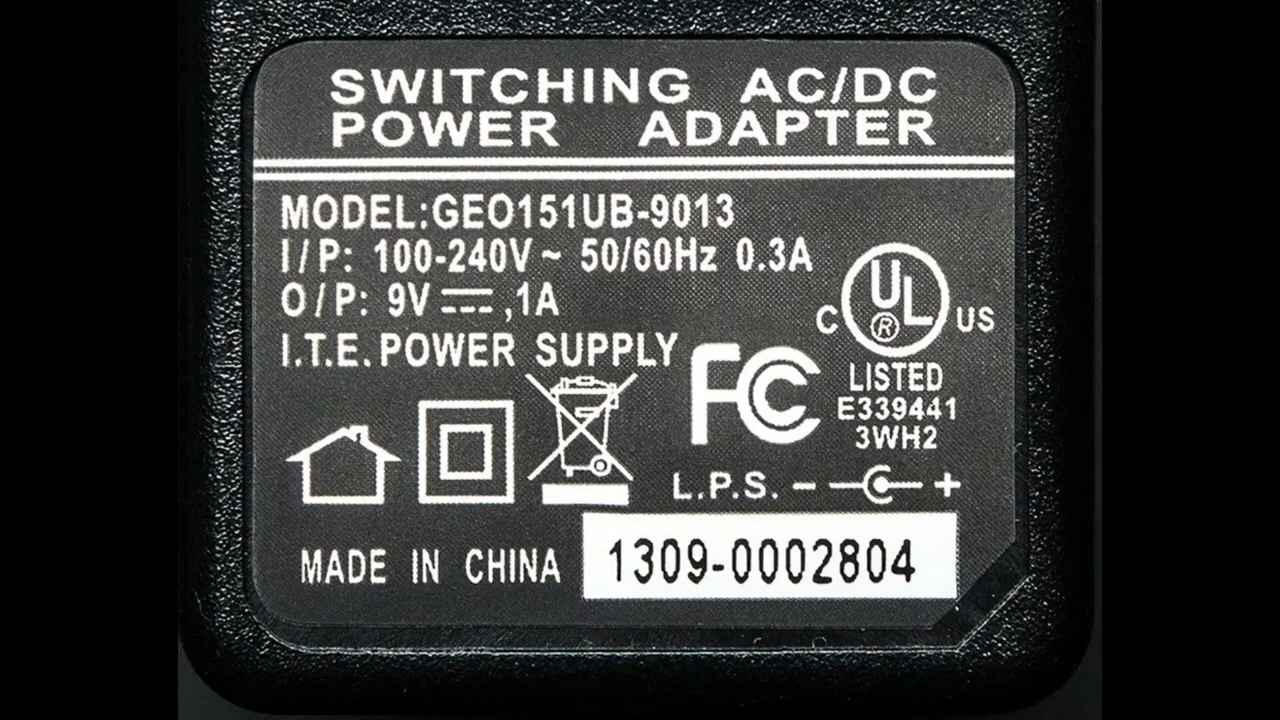 SWITCHING AC/DC
POWER ADAPTER
MODEL:GEO151UB-9013
I/P: 100-240V ~ 50/60Hz 0.3A
O/P: 9V ⎓,1A
I.T.E. POWER SUPPLY
C UL ® US
LISTED
E339441
3WH2
FC
L.P.S. - +
MADE IN CHINA 1309-0002804